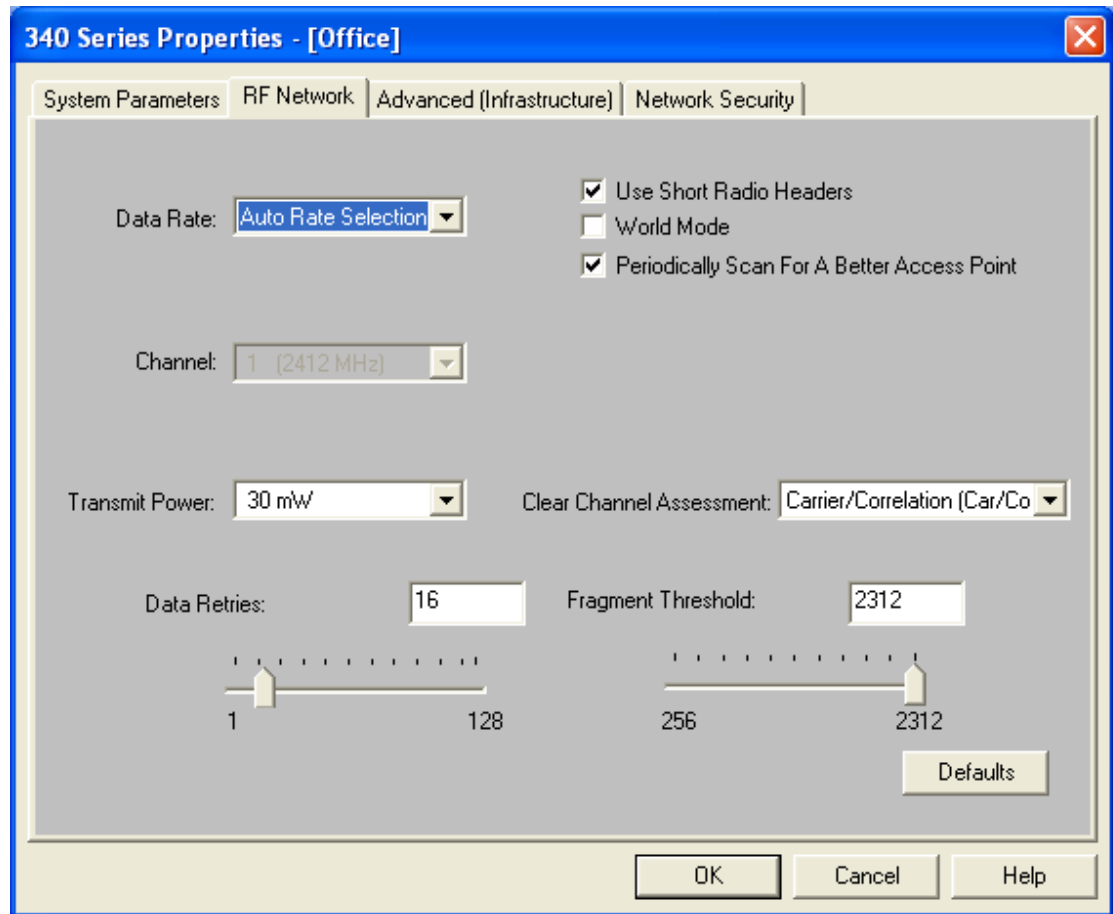 340 Series Properties - [Office]
System Parameters RF Network Advanced (Infrastructure) Network Security
Data Rate: Auto Rate Selection
Use Short Radio Headers
World Mode
Periodically Scan For A Better Access Point
Channel: 1 (2412 MHz)
Transmit Power: 30 mW Clear Channel Assessment: Carrier/Correlation (Car/Co
Data Retries: 16 Fragment Threshold: 2312
1 128 256 2312
Defaults
OK Cancel Help